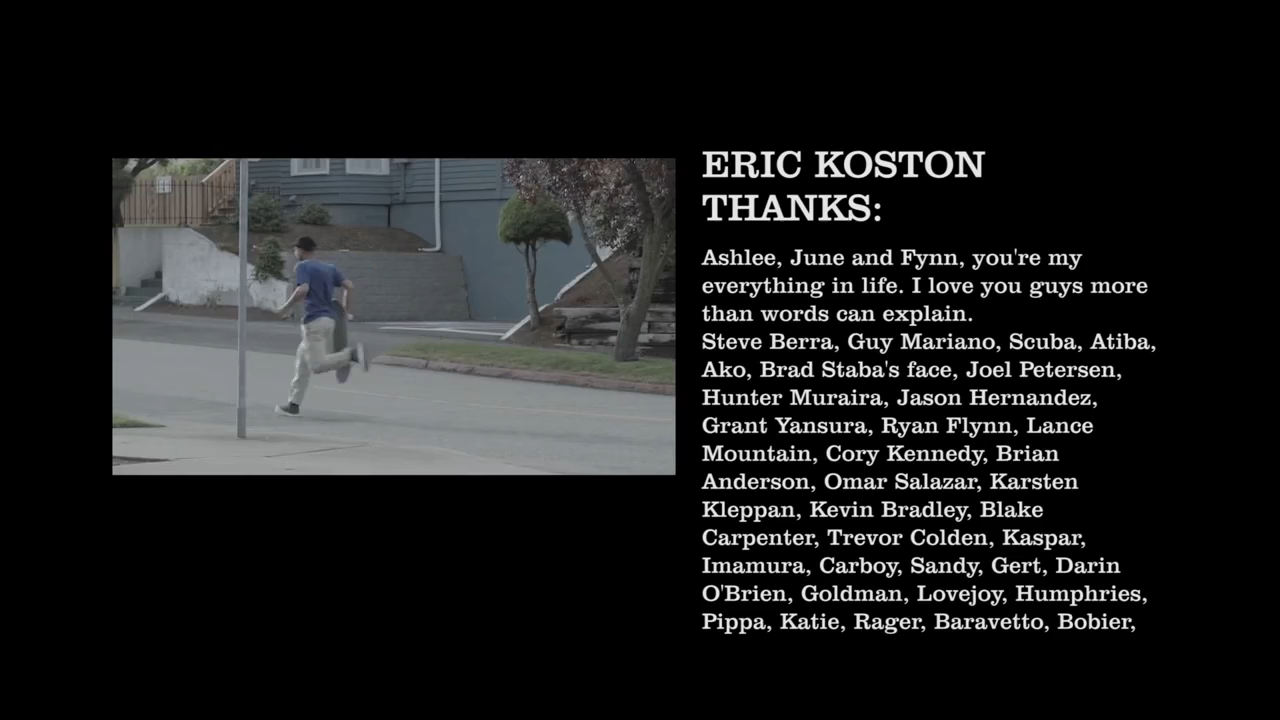 ERIC KOSTON
THANKS:
Ashlee, June and Fynn, you're my
everything in life. I love you guys more
than words can explain.
Steve Berra, Guy Mariano, Scuba, Atiba,
Ako, Brad Staba's face, Joel Petersen,
Hunter Muraira, Jason Hernandez,
Grant Yansura, Ryan Flynn, Lance
Mountain, Cory Kennedy, Brian
Anderson, Omar Salazar, Karsten
Kleppan, Kevin Bradley, Blake
Carpenter, Trevor Colden, Kaspar,
Imamura, Carboy, Sandy, Gert, Darin
O'Brien, Goldman, Lovejoy, Humphries,
Pippa, Katie, Rager, Baravetto, Bobier,